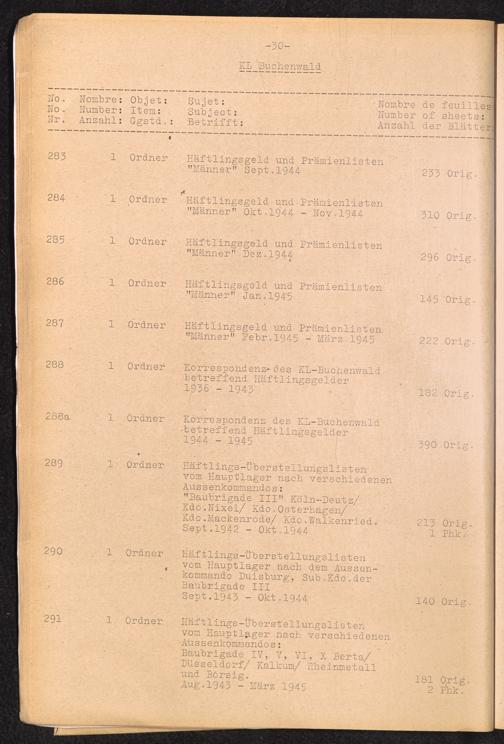 -30-
KL Buchenwald
No. Nombre: Objet: Sujet: Nombre de feuilles
No. Number: Item: Subject: Number of sheets:
Nr. Anzahl: Ggstd.: Betrifft: Anzahl der Blätter
283 1 Ordner Häftlingsgeld und Prämienlisten
"Männer" Sept.1944 233 Orig.
284 1 Ordner Häftlingsgeld und Prämienlisten
"Männer" Okt.1944 - Nov.1944 310 Orig.
285 1 Ordner Häftlingsgeld und Prämienlisten
"Männer" Dez.1944 296 Orig.
286 1 Ordner Häftlingsgeld und Prämienlisten
"Männer" Jan.1945 145 Orig.
287 1 Ordner Häftlingsgeld und Prämienlisten
"Männer" Febr.1945 - März 1945 222 Orig.
288 1 Ordner Korrespondenz des KL-Buchenwald
betreffend Häftlingsgelder
1936 - 1943 182 Orig.
288a 1 Ordner Korrespondenz des KL-Buchenwald
betreffend Häftlingsgelder
1944 - 1945 390 Orig.
289 1 Ordner Häftlings-Überstellungslisten
vom Hauptlager nach verschiedenen
Aussenkommandos:
"Baubrigade III" Köln-Deutz/
Kdo.Nixei/ Kdo.Osterhagen/
Kdo.Mackenrode/ Kdo.Walkenried.
Sept.1942 - Okt.1944 213 Orig.
1 Phk.
290 1 Ordner Häftlings-Überstellungslisten
vom Hauptlager nach dem Aussen-
kommando Duisburg, Sub.Kdo.der
Baubrigade III
Sept.1943 - Okt.1944 140 Orig.
291 1 Ordner Häftlings-Überstellungslisten
vom Hauptlager nach verschiedenen
Aussenkommandos:
Baubrigade IV, V, VI, X Berta/
Düsseldorf/ Kalkum/ Rheinmetall
und Borsig.
Aug.1943 - März 1945 181 Orig.
2 Phk.